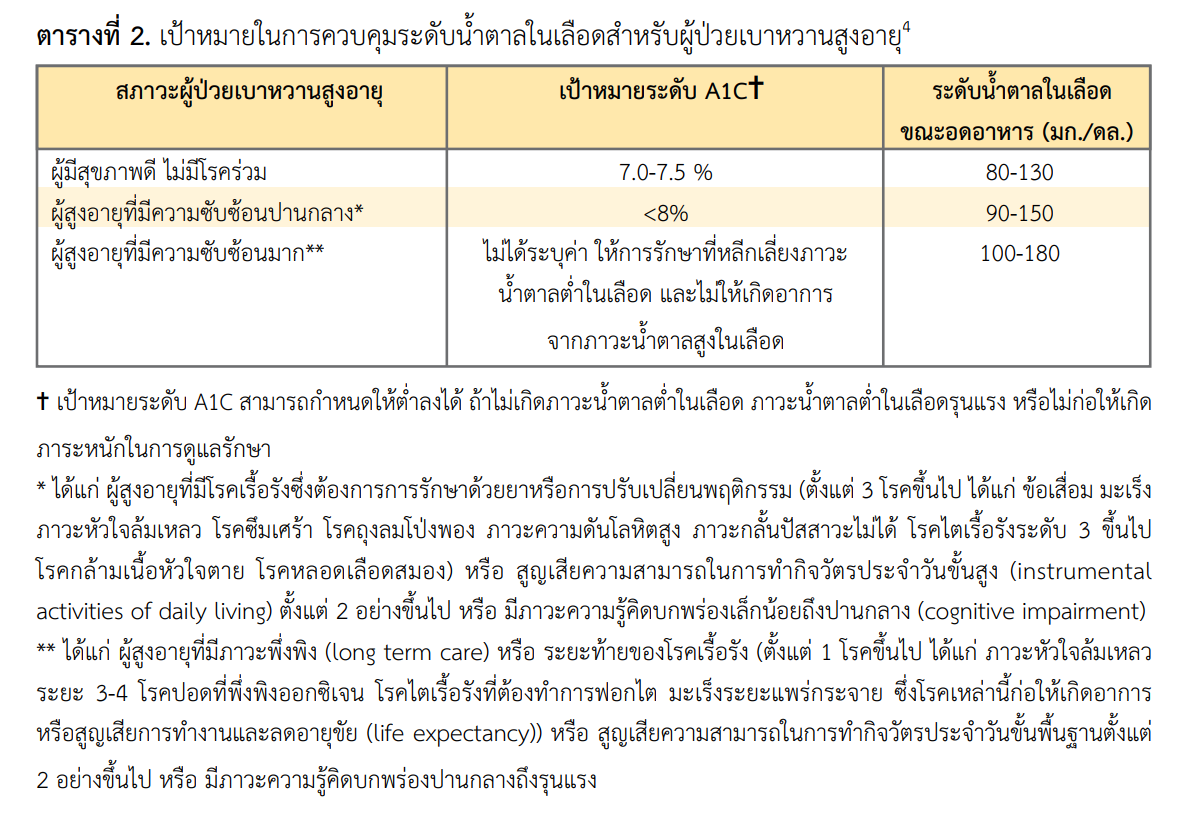 ตารางที่ 2. เป้าหมายในการควบคุมระดับน้ำตาลในเลือดสำหรับผู้ป่วยเบาหวานสูงอายุ4
สภาวะผู้ป่วยเบาหวานสูงอายุ เป้าหมายระดับ A1C† ระดับน้ำตาลในเลือด
ขณะอดอาหาร (มก./ดล.)
ผู้มีสุขภาพดี ไม่มีโรคร่วม 7.0-7.5 % 80-130
ผู้สูงอายุที่มีความซับซ้อนปานกลาง* <8% 90-150
ผู้สูงอายุที่มีความซับซ้อนมาก** ไม่ได้ระบุค่า ให้การรักษาที่หลีกเลี่ยงภาวะ 100-180
น้ำตาลต่ำในเลือด และไม่ให้เกิดอาการ
จากภาวะน้ำตาลสูงในเลือด
† เป้าหมายระดับ A1C สามารถกำหนดให้ต่ำลงได้ ถ้าไม่เกิดภาวะน้ำตาลต่ำในเลือด ภาวะน้ำตาลต่ำในเลือดรุนแรง หรือไม่ก่อให้เกิด
ภาระหนักในการดูแลรักษา
* ได้แก่ ผู้สูงอายุที่มีโรคเรื้อรังซึ่งต้องการการรักษาด้วยยาหรือการปรับเปลี่ยนพฤติกรรม (ตั้งแต่ 3 โรคขึ้นไป ได้แก่ ข้อเสื่อม มะเร็ง
ภาวะหัวใจล้มเหลว โรคซึมเศร้า โรคถุงลมโป่งพอง ภาวะความดันโลหิตสูง ภาวะกลั้นปัสสาวะไม่ได้ โรคไตเรื้อรังระดับ 3 ขึ้นไป
โรคกล้ามเนื้อหัวใจตาย โรคหลอดเลือดสมอง) หรือ สูญเสียความสามารถในการทำกิจวัตรประจำวันขั้นสูง (instrumental
activities of daily living) ตั้งแต่ 2 อย่างขึ้นไป หรือ มีภาวะความรู้คิดบกพร่องเล็กน้อยถึงปานกลาง (cognitive impairment)
** ได้แก่ ผู้สูงอายุที่มีภาวะพึ่งพิง (long term care) หรือ ระยะท้ายของโรคเรื้อรัง (ตั้งแต่ 1 โรคขึ้นไป ได้แก่ ภาวะหัวใจล้มเหลว
ระยะ 3-4 โรคปอดที่พึ่งพิงออกซิเจน โรคไตเรื้อรังที่ต้องทำการฟอกไต มะเร็งระยะแพร่กระจาย ซึ่งโรคเหล่านี้ก่อให้เกิดอาการ
หรือสูญเสียการทำงานและลดอายุขัย (life expectancy)) หรือ สูญเสียความสามารถในการทำกิจวัตรประจำวันขั้นพื้นฐานตั้งแต่
2 อย่างขึ้นไป หรือ มีภาวะความรู้คิดบกพร่องปานกลางถึงรุนแรง